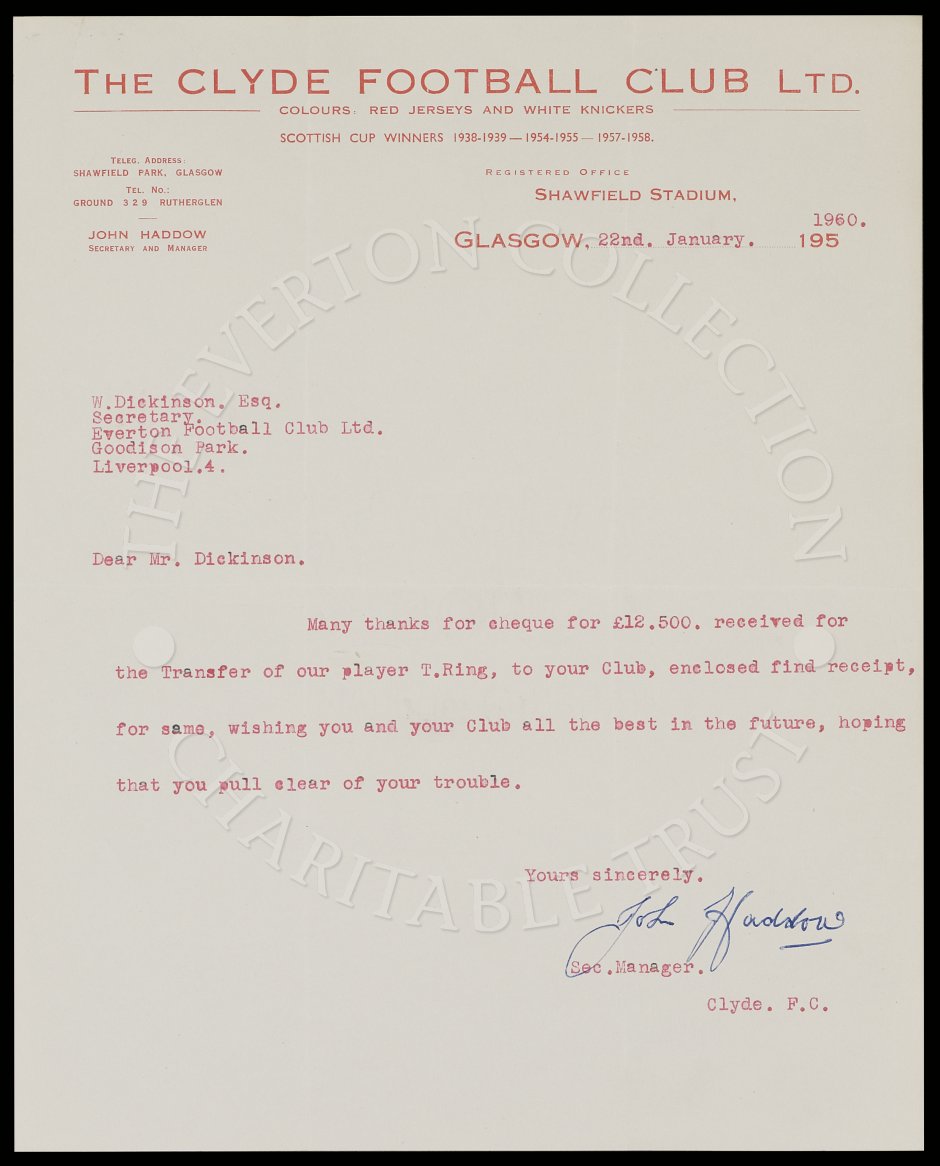 THE CLYDE FOOTBALL CLUB LTD.
COLOURS: RED JERSEYS AND WHITE KNICKERS
SCOTTISH CUP WINNERS 1938-1939 — 1954-1955 — 1957-1958.
TELEG. ADDRESS:
SHAWFIELD PARK, GLASGOW
TEL. NO.:
GROUND 329 RUTHERGLEN
JOHN HADDOW
SECRETARY AND MANAGER
REGISTERED OFFICE
SHAWFIELD STADIUM,
1960.
GLASGOW, 22nd. January. 195
W.Dickinson. Esq.
Secretary.
Everton Football Club Ltd.
Goodison Park.
Liverpool.4.
Dear Mr. Dickinson.
Many thanks for cheque for £12.500. received for
the Transfer of our player T.Ring, to your Club, enclosed find receipt,
for same, wishing you and your Club all the best in the future, hoping
that you pull clear of your trouble.
Yours sincerely.
John Haddow
Sec.Manager.
Clyde. F.C.
THE EVERTON COLLECTION
CHARITABLE TRUST